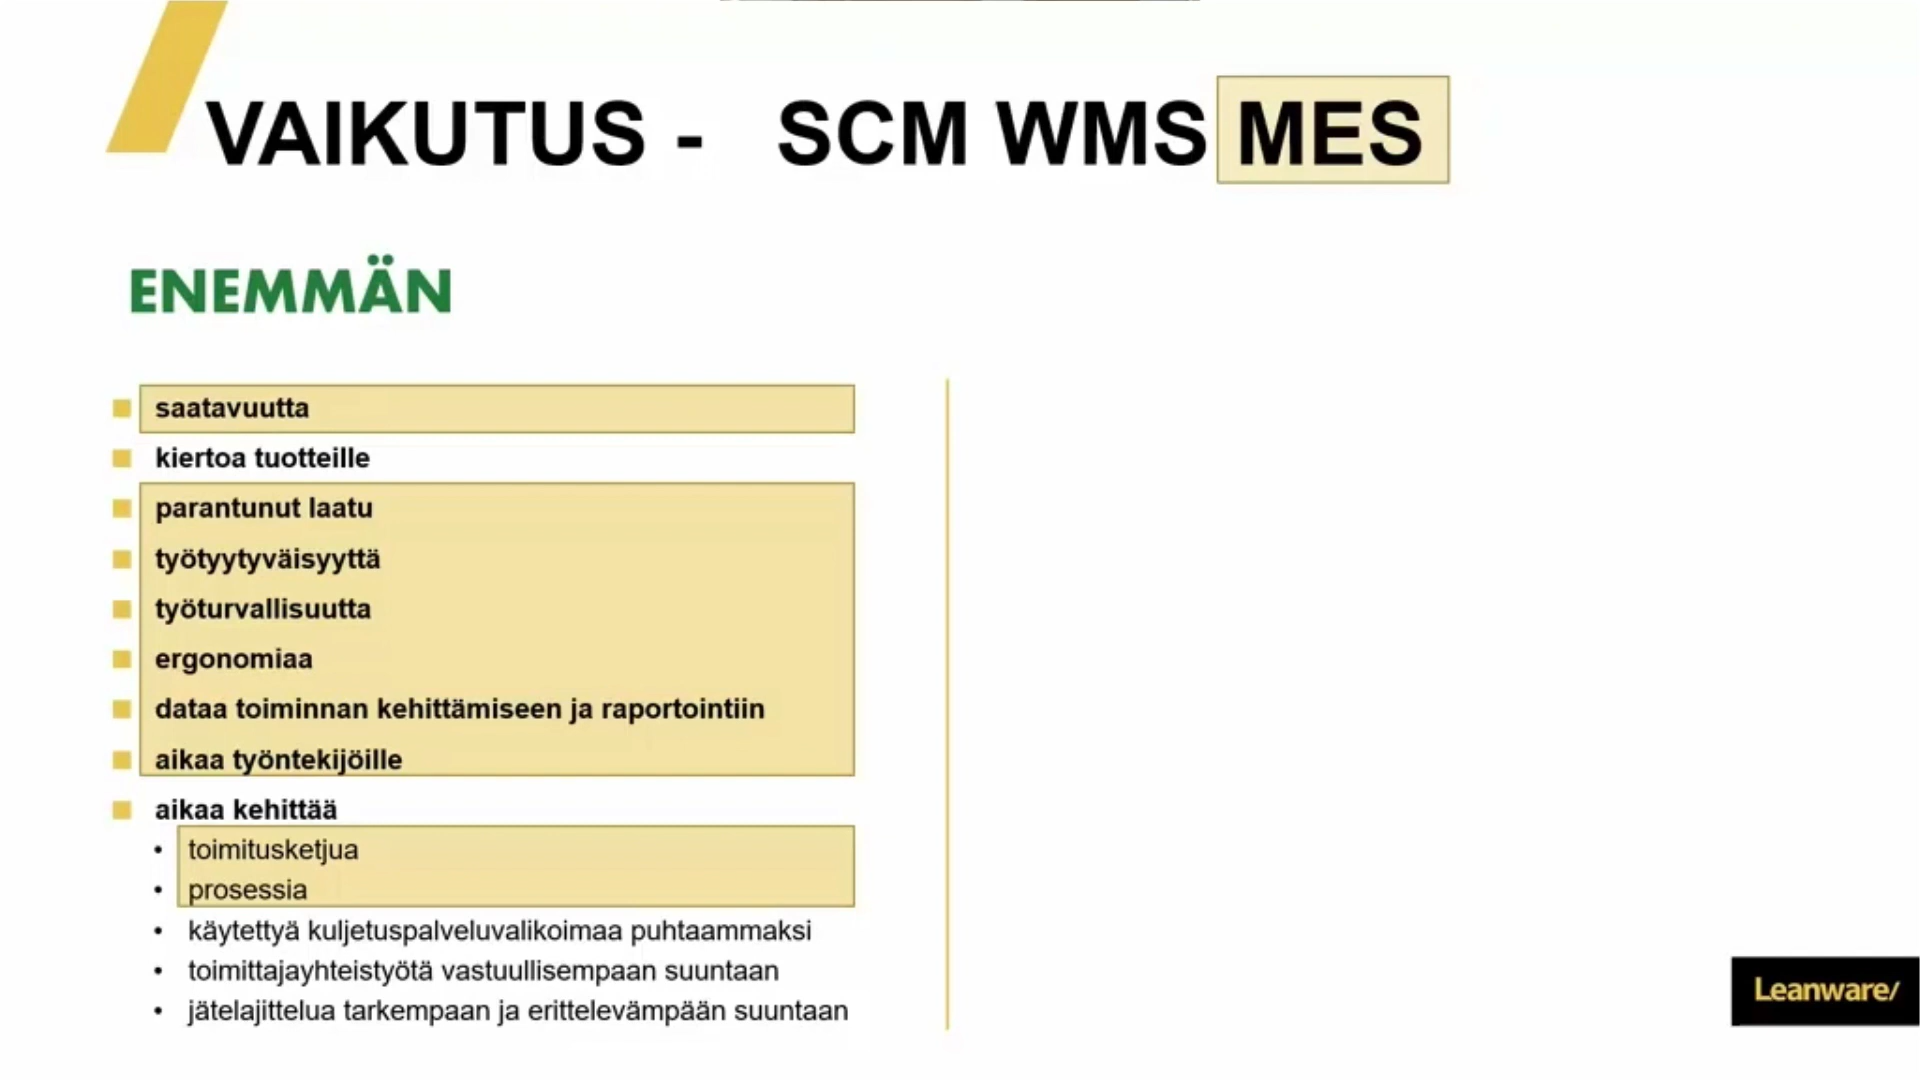 VAIKUTUS - SCM WMS MES
ENEMMÄN
saatavuutta
kiertoa tuotteille
parantunut laatu
työtyytyväisyyttä
työturvallisuutta
ergonomiaa
dataa toiminnan kehittämiseen ja raportointiin
aikaa työntekijöille
aikaa kehittää
• toimitusketjua
• prosessia
• käytettyä kuljetuspalveluvalikoimaa puhtaammaksi
• toimittajayhteistyötä vastuullisempaan suuntaan
• jätelajittelua tarkempaan ja erittelevämpään suuntaan
Leanware/